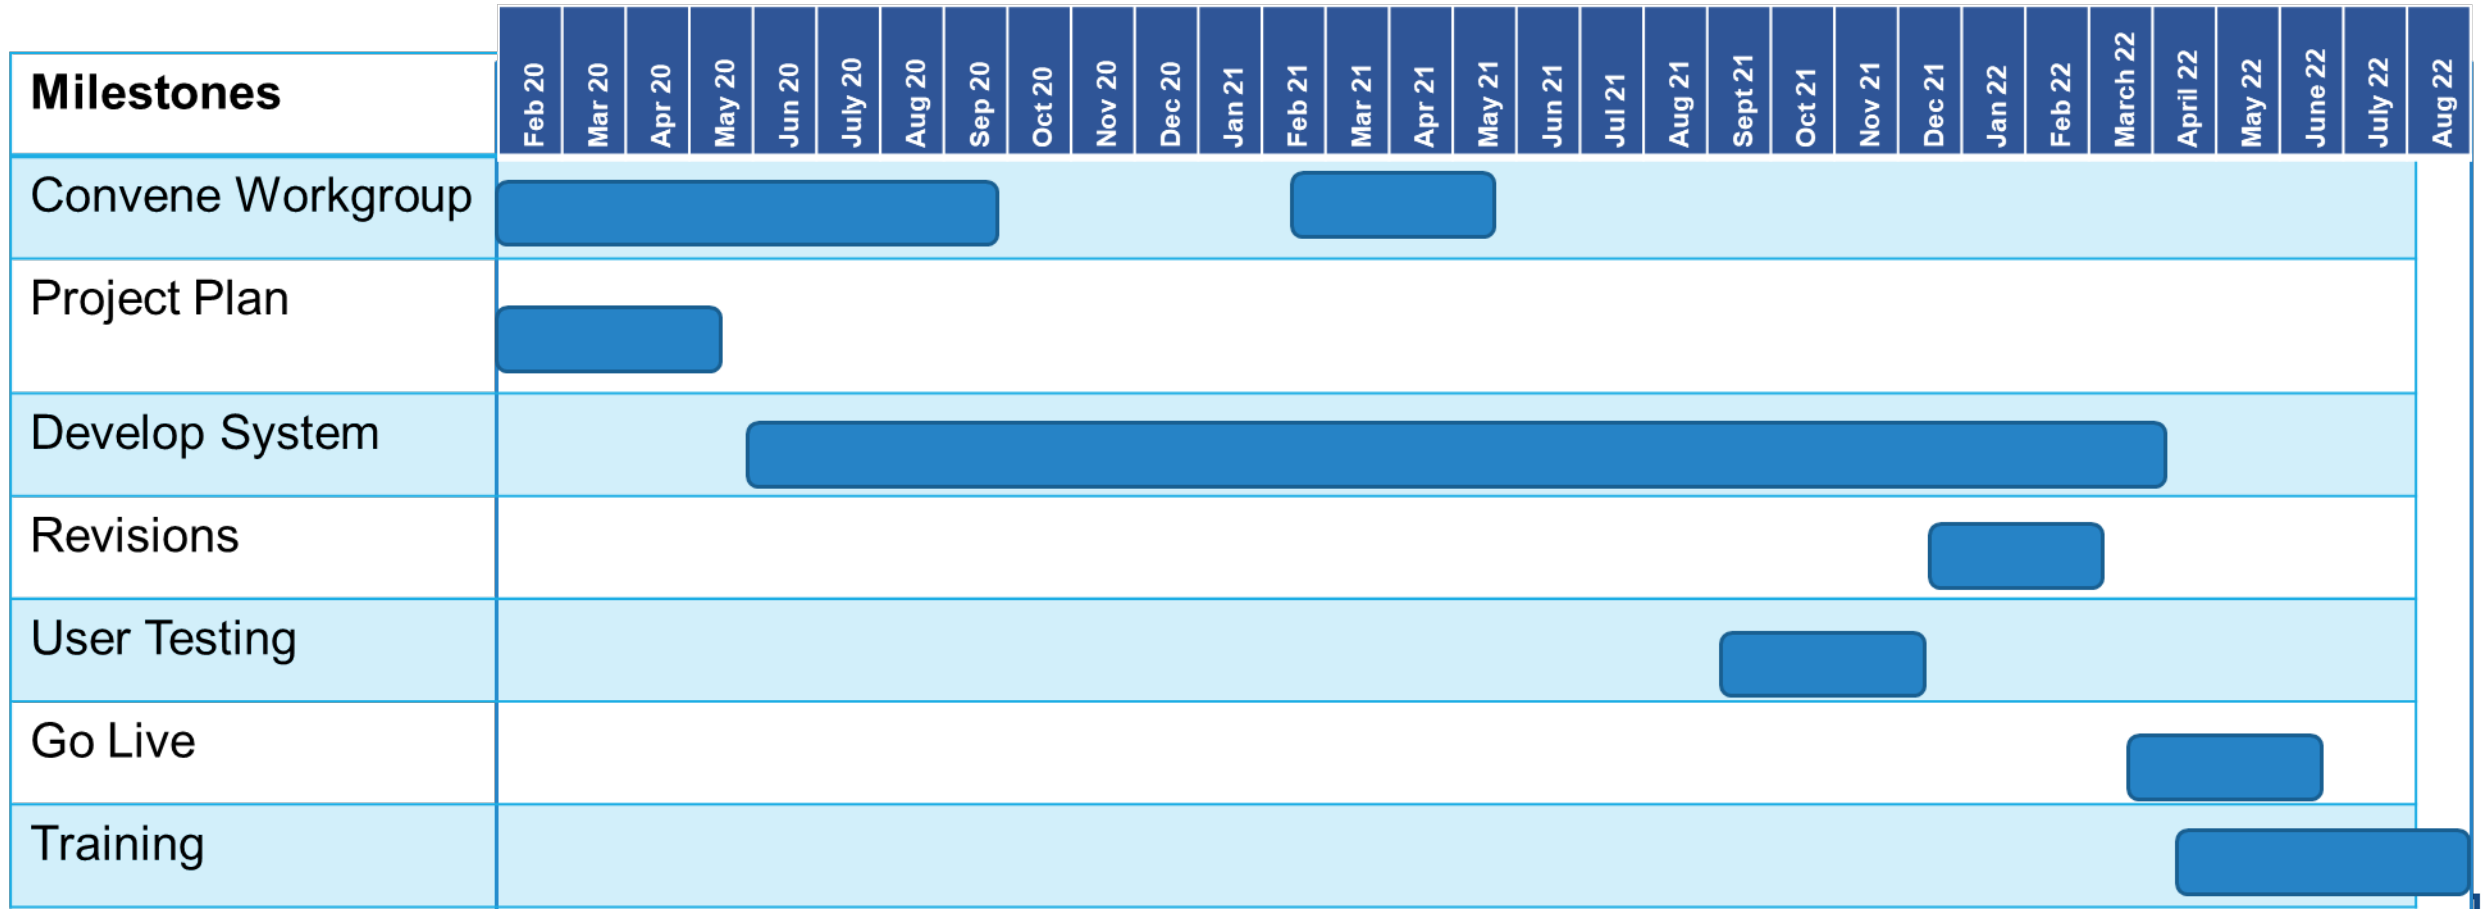 Milestones
Feb 20
Mar 20
Apr 20
May 20
Jun 20
July 20
Aug 20
Sep 20
Oct 20
Nov 20
Dec 20
Jan 21
Feb 21
Mar 21
Apr 21
May 21
Jun 21
Jul 21
Aug 21
Sept 21
Oct 21
Nov 21
Dec 21
Jan 22
Feb 22
March 22
April 22
May 22
June 22
July 22
Aug 22
Convene Workgroup
Project Plan
Develop System
Revisions
User Testing
Go Live
Training